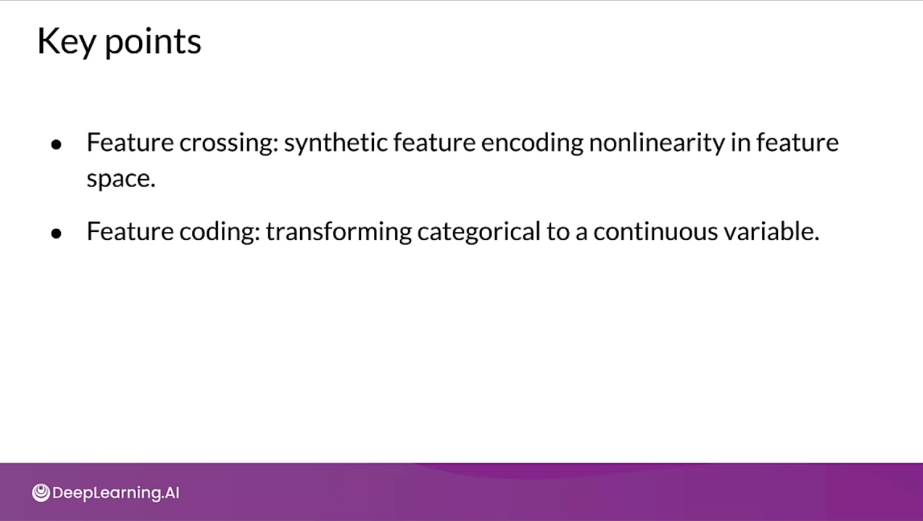 Key points
● Feature crossing: synthetic feature encoding nonlinearity in feature
space.
● Feature coding: transforming categorical to a continuous variable.
DeepLearning.AI